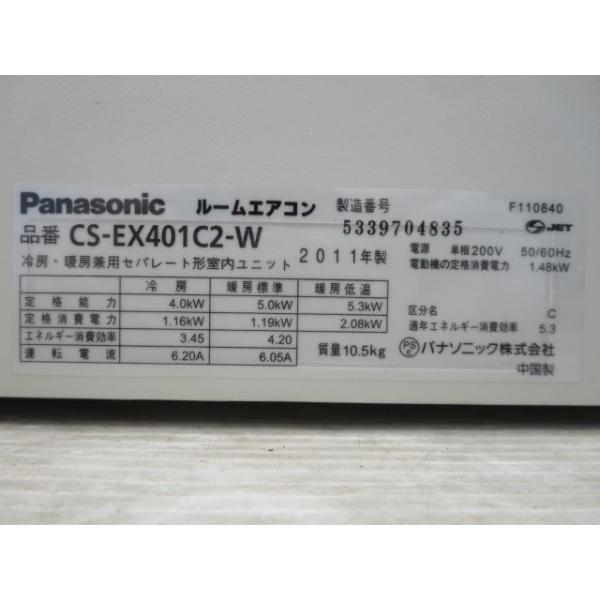 Panasonic ルームエアコン 製造番号 5339704835 F110840
品番 CS-EX401C2-W 2011年製 JET
冷房・暖房兼用セパレート形室内ユニット
電源 単相200V 50/60Hz
電動機の定格消費電力 1.48kW
冷房 暖房標準 暖房低温
定格能力 4.0kW 5.0kW 5.3kW
定格消費電力 1.16kW 1.19kW 2.08kW
エネルギー消費効率 3.45 4.20
運転電流 6.20A 6.05A
質量10.5kg
区分名 C
通年エネルギー消費効率 5.3
PSE パナソニック株式会社
中国製